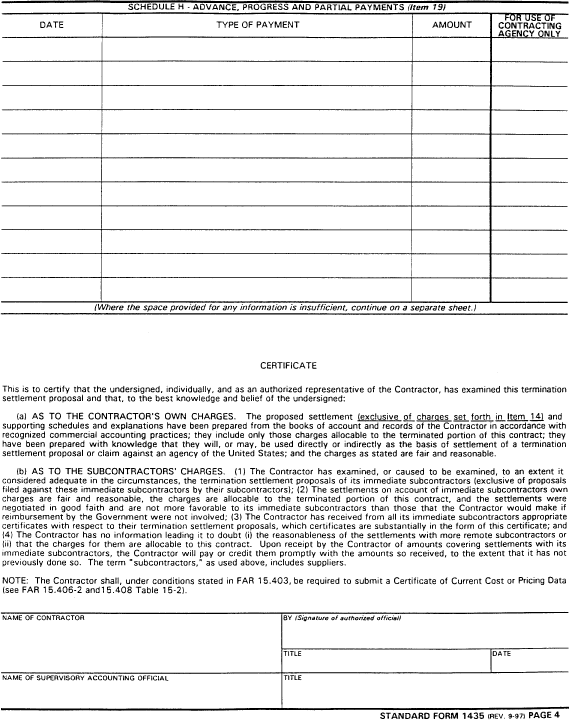 SCHEDULE H - ADVANCE, PROGRESS AND PARTIAL PAYMENTS (Item 19)
DATE TYPE OF PAYMENT AMOUNT FOR USE OF CONTRACTING AGENCY ONLY
(Where the space provided for any information is insufficient, continue on a separate sheet.)
CERTIFICATE
This is to certify that the undersigned, individually, and as an authorized representative of the Contractor, has examined this termination
settlement proposal and that, to the best knowledge and belief of the undersigned:
(a) AS TO THE CONTRACTOR'S OWN CHARGES. The proposed settlement (exclusive of charges set forth in Item 14) and
supporting schedules and explanations have been prepared from the books of account and records of the Contractor in accordance with
recognized commercial accounting practices; they include only those charges allocable to the terminated portion of this contract; they
have been prepared with knowledge that they will, or may, be used directly or indirectly as the basis of settlement of a termination
settlement proposal or claim against an agency of the United States; and the charges as stated are fair and reasonable.
(b) AS TO THE SUBCONTRACTORS' CHARGES. (1) The Contractor has examined, or caused to be examined, to an extent it
considered adequate in the circumstances, the termination settlement proposals of its immediate subcontractors (exclusive of proposals
filed against these immediate subcontractors by their subcontractors); (2) The settlements on account of immediate subcontractors own
charges are fair and reasonable, the charges are allocable to the terminated portion of this contract, and the settlements were
negotiated in good faith and are not more favorable to its immediate subcontractors than those that the Contractor would make if
reimbursement by the Government were not involved; (3) The Contractor has received from all its immediate subcontractors appropriate
certificates with respect to their termination settlement proposals, which certificates are substantially in the form of this certificate; and
(4) The Contractor has no information leading it to doubt (i) the reasonableness of the settlements with more remote subcontractors or
(ii) that the charges for them are allocable to this contract. Upon receipt by the Contractor of amounts covering settlements with its
immediate subcontractors, the Contractor will pay or credit them promptly with the amounts so received, to the extent that it has not
previously done so. The term "subcontractors," as used above, includes suppliers.
NOTE: The Contractor shall, under conditions stated in FAR 15.403, be required to submit a Certificate of Current Cost or Pricing Data
(see FAR 15.406-2 and15.408 Table 15-2).
NAME OF CONTRACTOR BY (Signature of authorized official)
TITLE DATE
NAME OF SUPERVISORY ACCOUNTING OFFICIAL TITLE
STANDARD FORM 1435 (REV. 9-97) PAGE 4